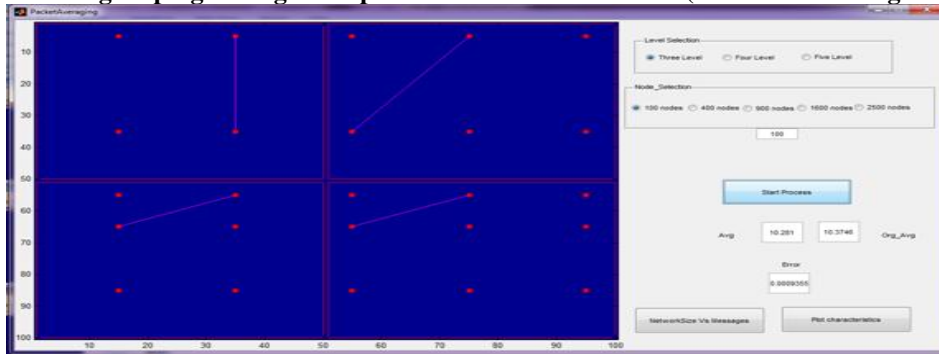 PacketAveraging
10
20
30
40
50
60
70
80
90
100
10 20 30 40 50 60 70 80 90 100
Level Selection
Three Level Four Level Five Level
Node_Selection
100 nodes 400 nodes 900 nodes 1600 nodes 2500 nodes
100
Start Process
Avg 10.281 10.3746 Org_Avg
Error
NetworkSize Vs Messages Plot characteristics